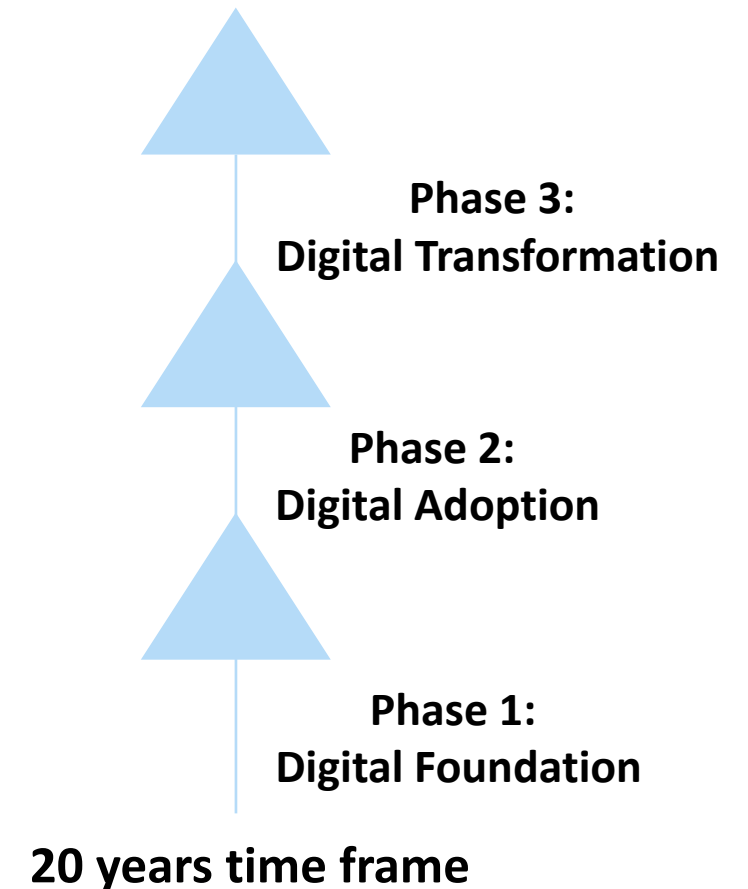 Phase 3:
Digital Transformation
Phase 2:
Digital Adoption
Phase 1:
Digital Foundation
20 years time frame